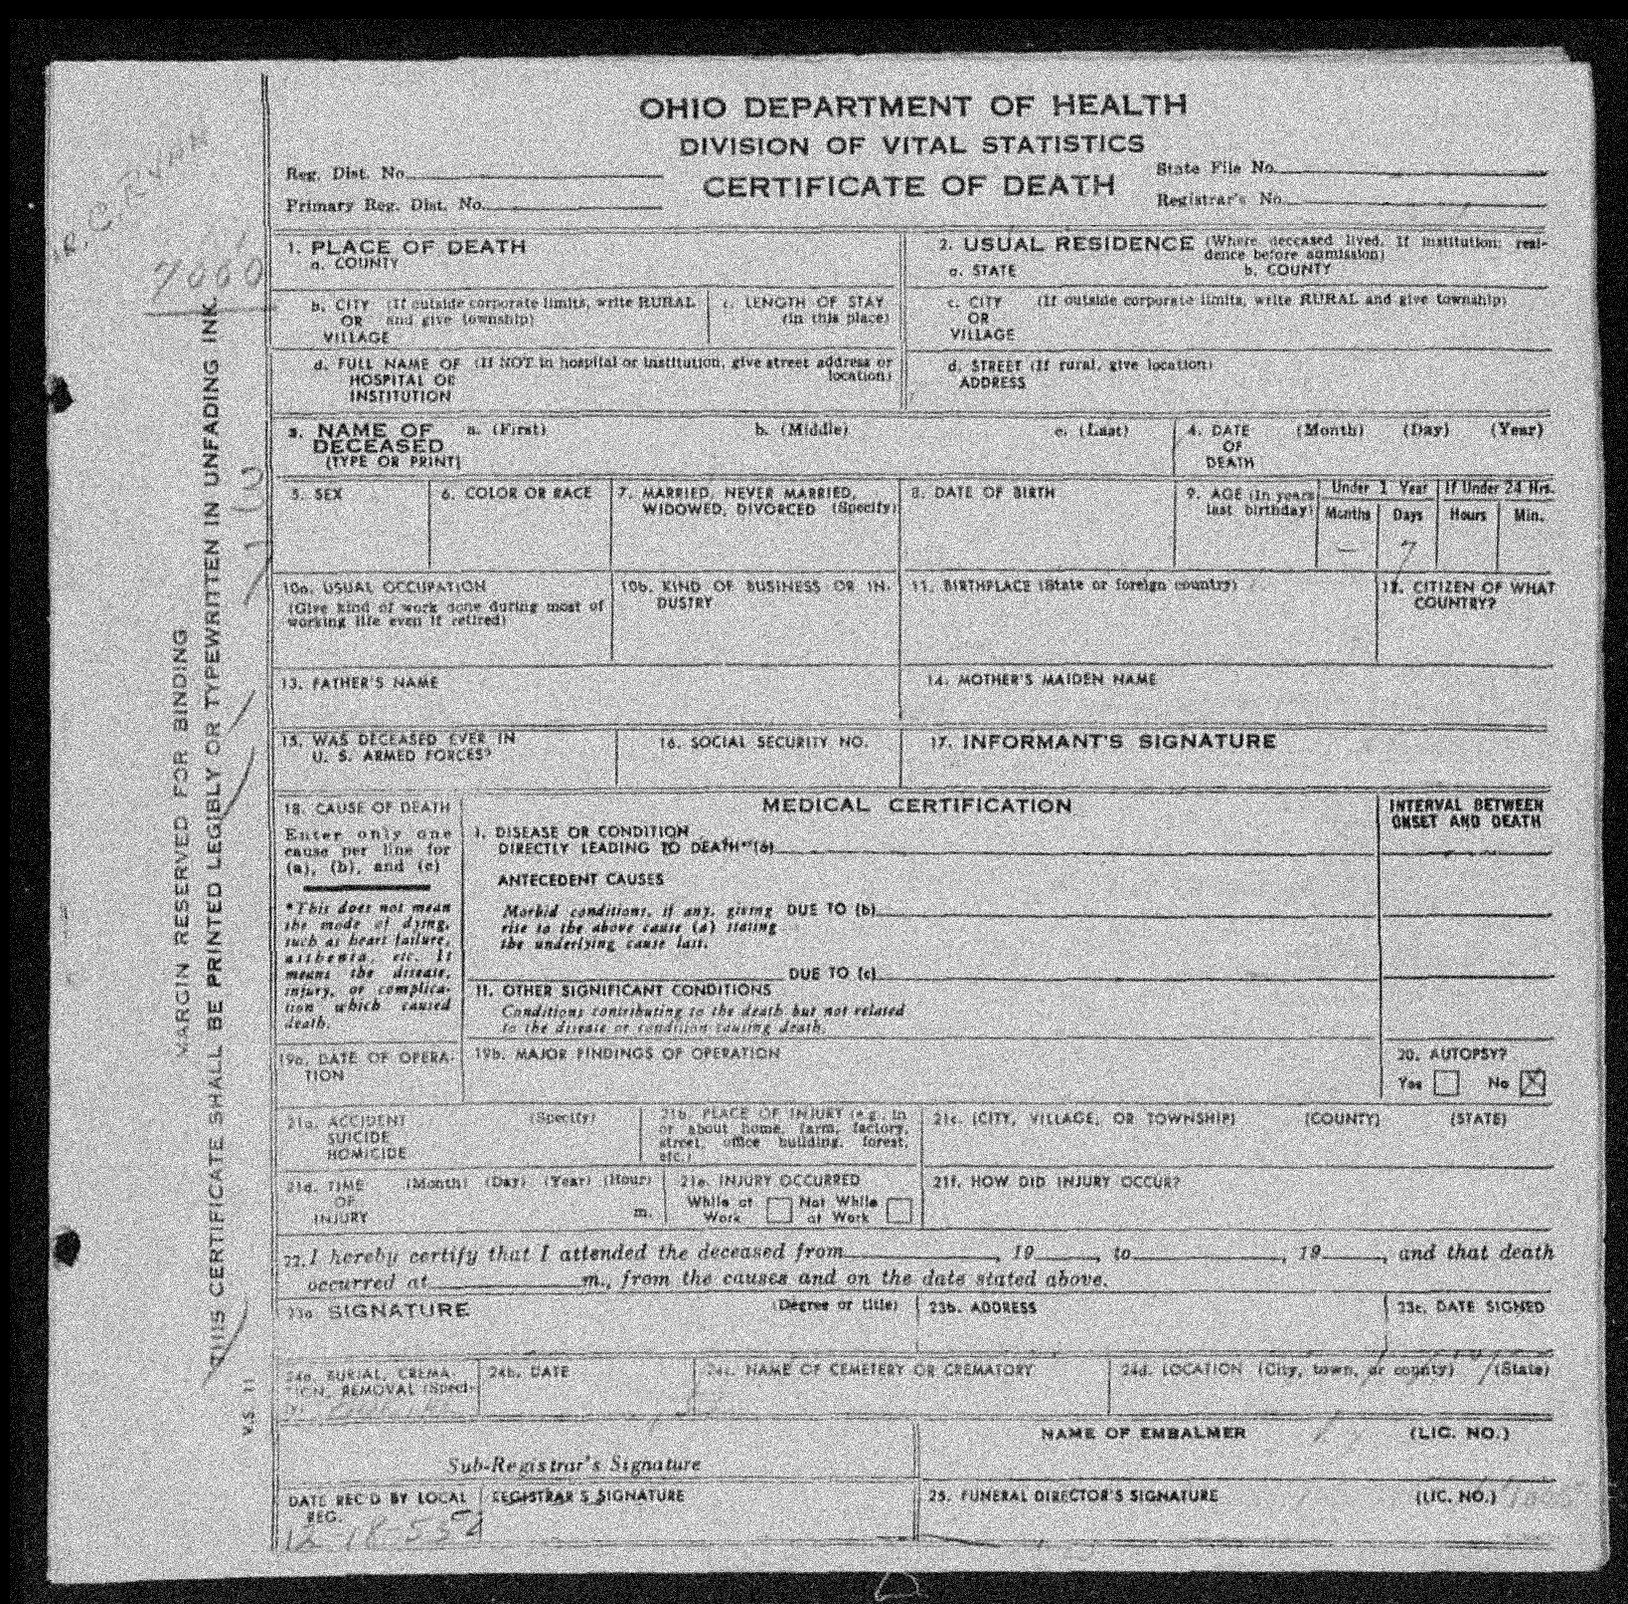 OHIO DEPARTMENT OF HEALTH
DIVISION OF VITAL STATISTICS
CERTIFICATE OF DEATH
Reg. Dist. No.
Primary Reg. Dist. No.
State File No.
Registrar's No.
7000
MARGIN RESERVED FOR BINDING
THIS CERTIFICATE SHALL BE PRINTED LEGIBLY OR TYPEWRITTEN IN UNFADING INK.
V.S. 11
1. PLACE OF DEATH
a. COUNTY
2. USUAL RESIDENCE (Where deceased lived. If institution: resi-
dence before admission)
a. STATE b. COUNTY
b. CITY (If outside corporate limits, write RURAL
OR and give township)
VILLAGE
c. LENGTH OF STAY
(in this place)
c. CITY (If outside corporate limits, write RURAL and give township)
OR
VILLAGE
d. FULL NAME OF (If NOT in hospital or institution, give street address or
HOSPITAL OR location)
INSTITUTION
d. STREET (If rural, give location)
ADDRESS
3. NAME OF a. (First) b. (Middle) c. (Last)
DECEASED
(TYPE OR PRINT)
4. DATE (Month) (Day) (Year)
OF
DEATH
5. SEX
6. COLOR OR RACE
7. MARRIED, NEVER MARRIED,
WIDOWED, DIVORCED (Specify)
8. DATE OF BIRTH
9. AGE (In years
last birthday)
Under 1 Year If Under 24 Hrs.
Months Days Hours Min.
— 7
10a. USUAL OCCUPATION
(Give kind of work done during most of
working life even if retired)
10b. KIND OF BUSINESS OR IN-
DUSTRY
11. BIRTHPLACE (State or foreign country)
12. CITIZEN OF WHAT
COUNTRY?
13. FATHER'S NAME
14. MOTHER'S MAIDEN NAME
15. WAS DECEASED EVER IN
U. S. ARMED FORCES?
16. SOCIAL SECURITY NO.
17. INFORMANT'S SIGNATURE
18. CAUSE OF DEATH
Enter only one
cause per line for
(a), (b), and (c)
*This does not mean
the mode of dying,
such as heart failure,
asthenia, etc. It
means the disease,
injury, or complica-
tion which caused
death.
MEDICAL CERTIFICATION
INTERVAL BETWEEN
ONSET AND DEATH
I. DISEASE OR CONDITION
DIRECTLY LEADING TO DEATH*(a)
ANTECEDENT CAUSES
Morbid conditions, if any, giving DUE TO (b)
rise to the above cause (a) stating
the underlying cause last.
DUE TO (c)
II. OTHER SIGNIFICANT CONDITIONS
Conditions contributing to the death but not related
to the disease or condition causing death.
19a. DATE OF OPERA-
TION
19b. MAJOR FINDINGS OF OPERATION
20. AUTOPSY?
Yes No X
21a. ACCIDENT (Specify)
SUICIDE
HOMICIDE
21b. PLACE OF INJURY (e.g., in
or about home, farm, factory,
street, office building, forest,
etc.)
21c. (CITY, VILLAGE, OR TOWNSHIP) (COUNTY) (STATE)
21d. TIME (Month) (Day) (Year) (Hour)
OF
INJURY m.
21e. INJURY OCCURRED
While at Not While
Work at Work
21f. HOW DID INJURY OCCUR?
22. I hereby certify that I attended the deceased from , 19 , to , 19 , and that death
occurred at m., from the causes and on the date stated above.
23a SIGNATURE (Degree or title)
23b. ADDRESS
23c. DATE SIGNED
24a. BURIAL, CREMA
TION, REMOVAL (Speci-
fy)
24b. DATE
24c. NAME OF CEMETERY OR CREMATORY
24d. LOCATION (City, town, or county) (State)
Sub-Registrar's Signature
NAME OF EMBALMER (LIC. NO.)
DATE REC'D BY LOCAL
REG.
12-18-53
REGISTRAR'S SIGNATURE
25. FUNERAL DIRECTOR'S SIGNATURE (LIC. NO.)